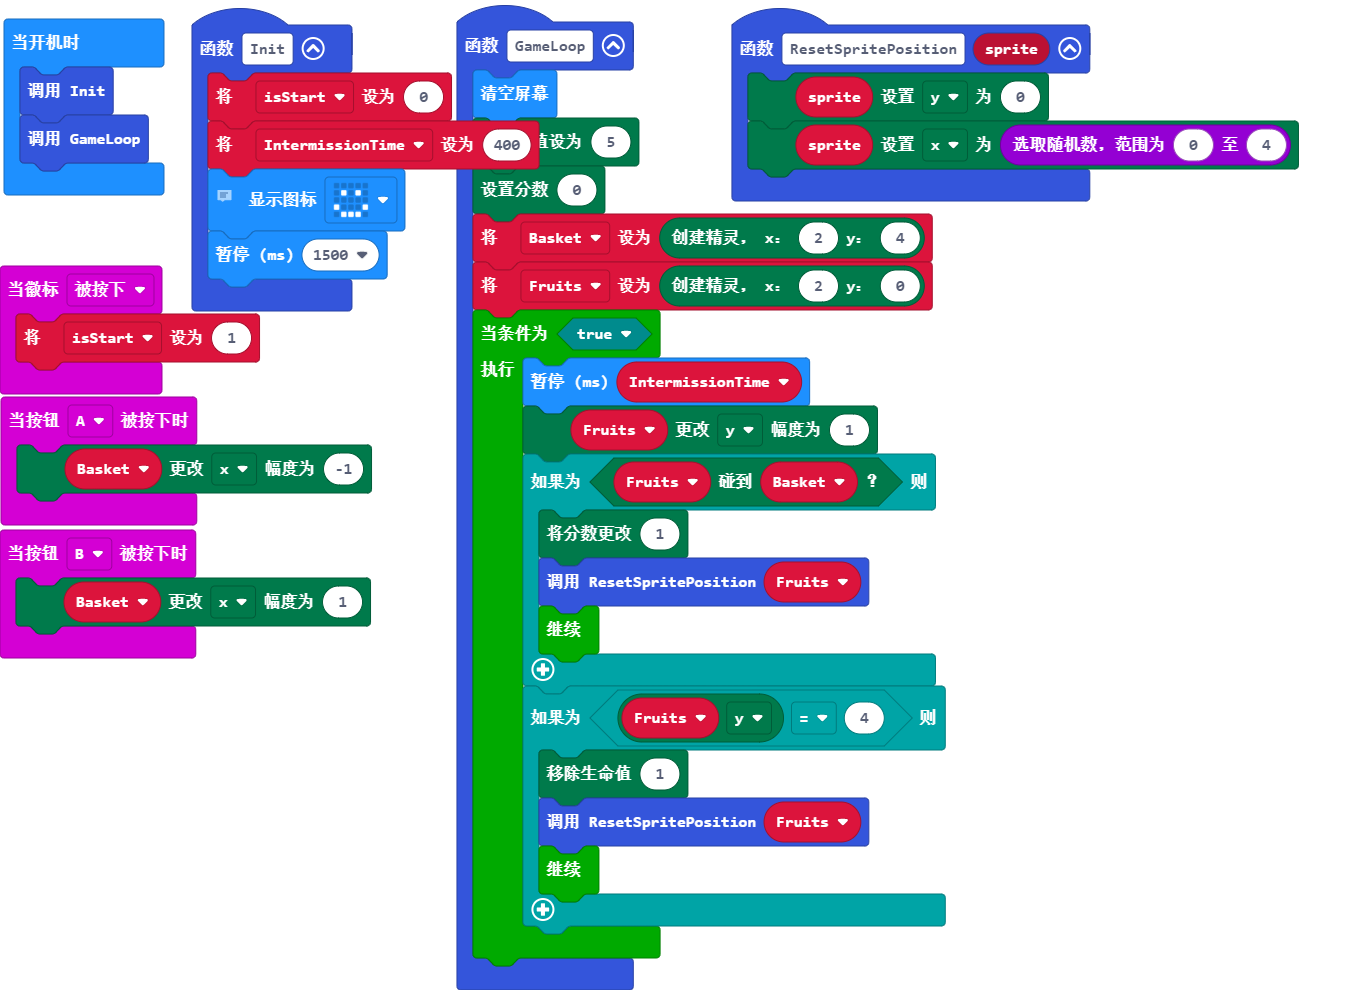 当开机时
调用 Init
调用 GameLoop
函数 Init
将 isStart 设为 0
将 IntermissionTime 设为 400
显示图标
暂停 (ms) 1500
当徽标 被按下
将 isStart 设为 1
当按钮 A 被按下时
Basket 更改 x 幅度为 -1
当按钮 B 被按下时
Basket 更改 x 幅度为 1
函数 GameLoop
清空屏幕
值设为 5
设置分数 0
将 Basket 设为 创建精灵, x: 2 y: 4
将 Fruits 设为 创建精灵, x: 2 y: 0
当条件为 true
执行
暂停 (ms) IntermissionTime
Fruits 更改 y 幅度为 1
如果为 Fruits 碰到 Basket ? 则
将分数更改 1
调用 ResetSpritePosition Fruits
继续
如果为 Fruits y = 4 则
移除生命值 1
调用 ResetSpritePosition Fruits
继续
函数 ResetSpritePosition sprite
sprite 设置 y 为 0
sprite 设置 x 为 选取随机数, 范围为 0 至 4